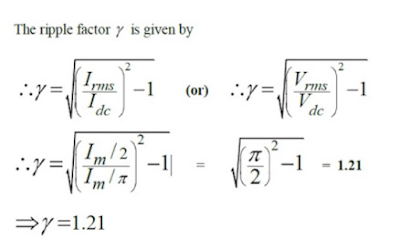 The ripple factor γ is given by
∴γ=√((I_rms/I_dc)²−1) (or) ∴γ=√((V_rms/V_dc)²−1)
∴γ=√((I_m/2 / I_m/π)²−1| = √((π/2)²−1 = 1.21
⇒γ=1.21